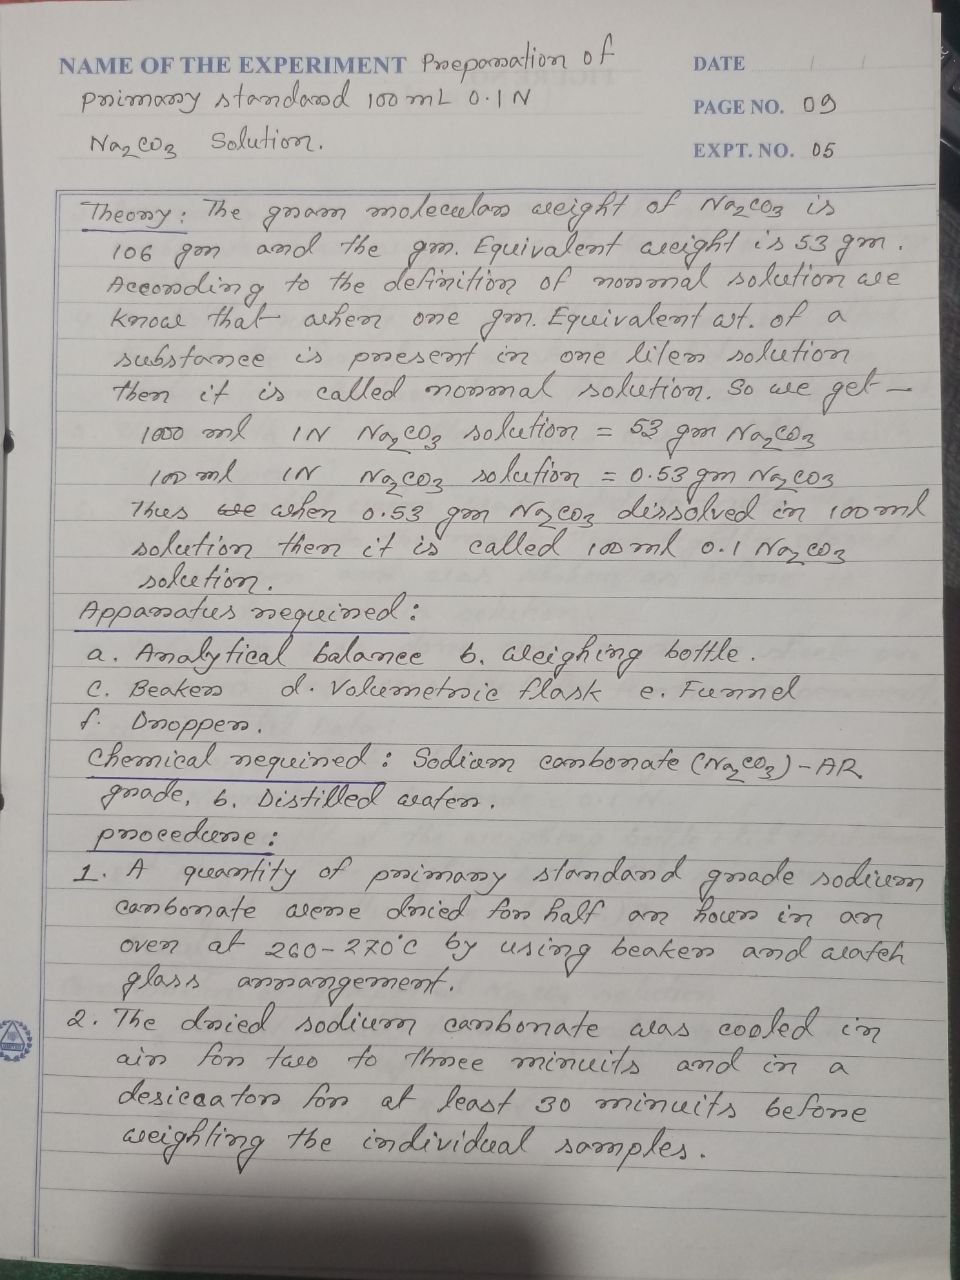 NAME OF THE EXPERIMENT Preparation of
primary standard 100 mL 0.1N
Na2CO3 Solution.
DATE / /
PAGE NO. 09
EXPT. NO. 05
Theory: The gram molecular weight of Na2CO3 is
106 gm and the gm. Equivalent weight is 53 gm.
According to the definition of normal solution we
know that when one gm. Equivalent wt. of a
substance is present in one liter solution
then it is called normal solution. So we get –
1000 ml 1N Na2CO3 solution = 53 gm Na2CO3
100 ml 1N Na2CO3 solution = 0.53 gm Na2CO3
Thus we when 0.53 gm Na2CO3 dissolved in 100 ml
solution then it is called 100 ml 0.1 Na2CO3
solution.
Apparatus required:
a. Analytical balance b. Weighing bottle.
C. Beaker d. Volumetric flask e. Funnel
f. Dropper.
Chemical required: Sodium carbonate (Na2CO3) - AR
grade, b. Distilled water.
procedure:
1. A quantity of primary standard grade sodium
carbonate were dried for half an hour in an
oven at 260-270°C by using beaker and watch
glass arrangement.
2. The dried sodium carbonate was cooled in
air for two to three minuits and in a
desicaator for at least 30 minuits before
weighting the individual samples.